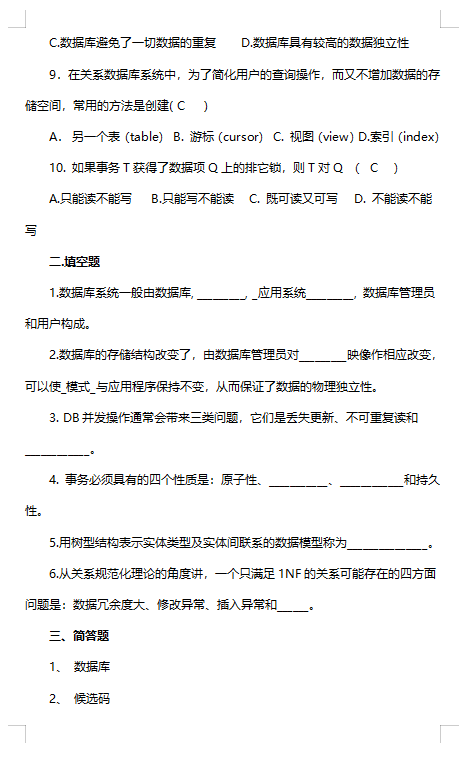 C.数据库避免了一切数据的重复 D.数据库具有较高的数据独立性
9．在关系数据库系统中，为了简化用户的查询操作，而又不增加数据的存
储空间，常用的方法是创建( C )
A． 另一个表 (table) B. 游标 (cursor) C. 视图 (view) D.索引 (index)
10. 如果事务 T 获得了数据项 Q 上的排它锁，则 T 对 Q ( C )
A.只能读不能写 B.只能写不能读 C. 既可读又可写 D. 不能读不能
写
二.填空题
1.数据库系统一般由数据库, ________, _应用系统________, 数据库管理员
和用户构成。
2.数据库的存储结构改变了，由数据库管理员对________映像作相应改变，
可以使_模式_与应用程序保持不变，从而保证了数据的物理独立性。
3. DB 并发操作通常会带来三类问题，它们是丢失更新、不可重复读和
___________。
4. 事务必须具有的四个性质是：原子性、__________、___________和持久
性。
5.用树型结构表示实体类型及实体间联系的数据模型称为______________。
6.从关系规范化理论的角度讲，一个只满足 1NF 的关系可能存在的四方面
问题是：数据冗余度大、修改异常、插入异常和_____。
三、简答题
1、 数据库
2、 候选码